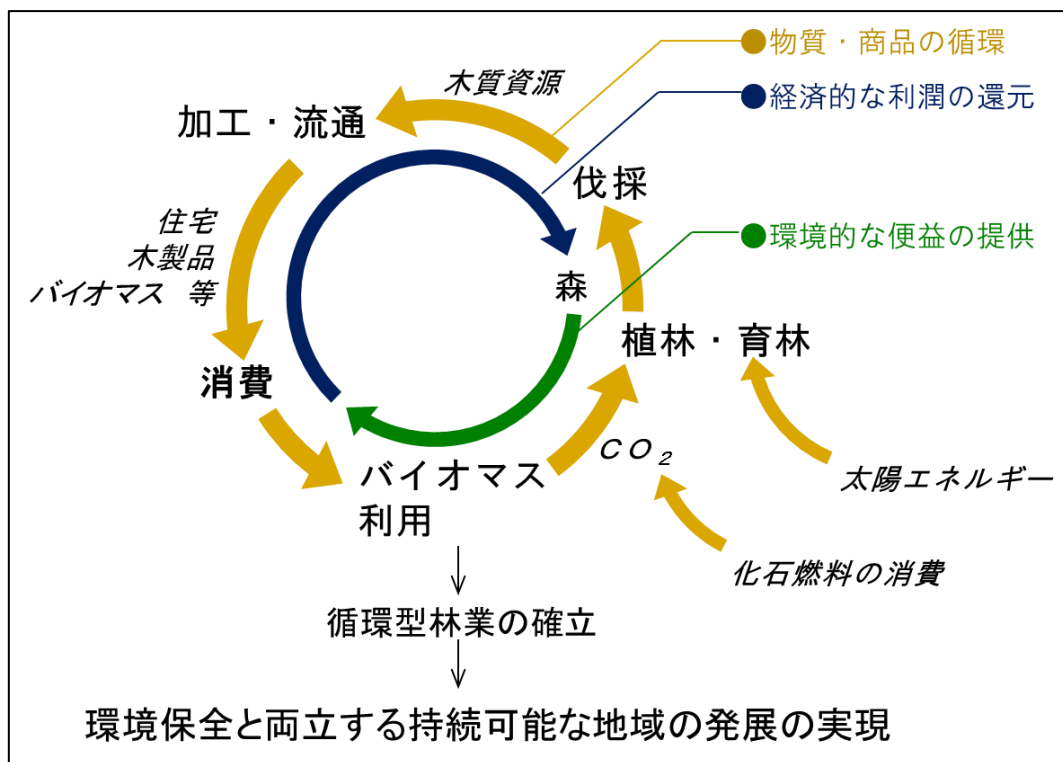 ●物質・商品の循環
木質資源
●経済的な利潤の還元
加工・流通
伐採
住宅
木製品
バイオマス 等
●環境的な便益の提供
森
植林・育林
消費
CO₂
バイオマス
利用
太陽エネルギー
化石燃料の消費
循環型林業の確立
環境保全と両立する持続可能な地域の発展の実現